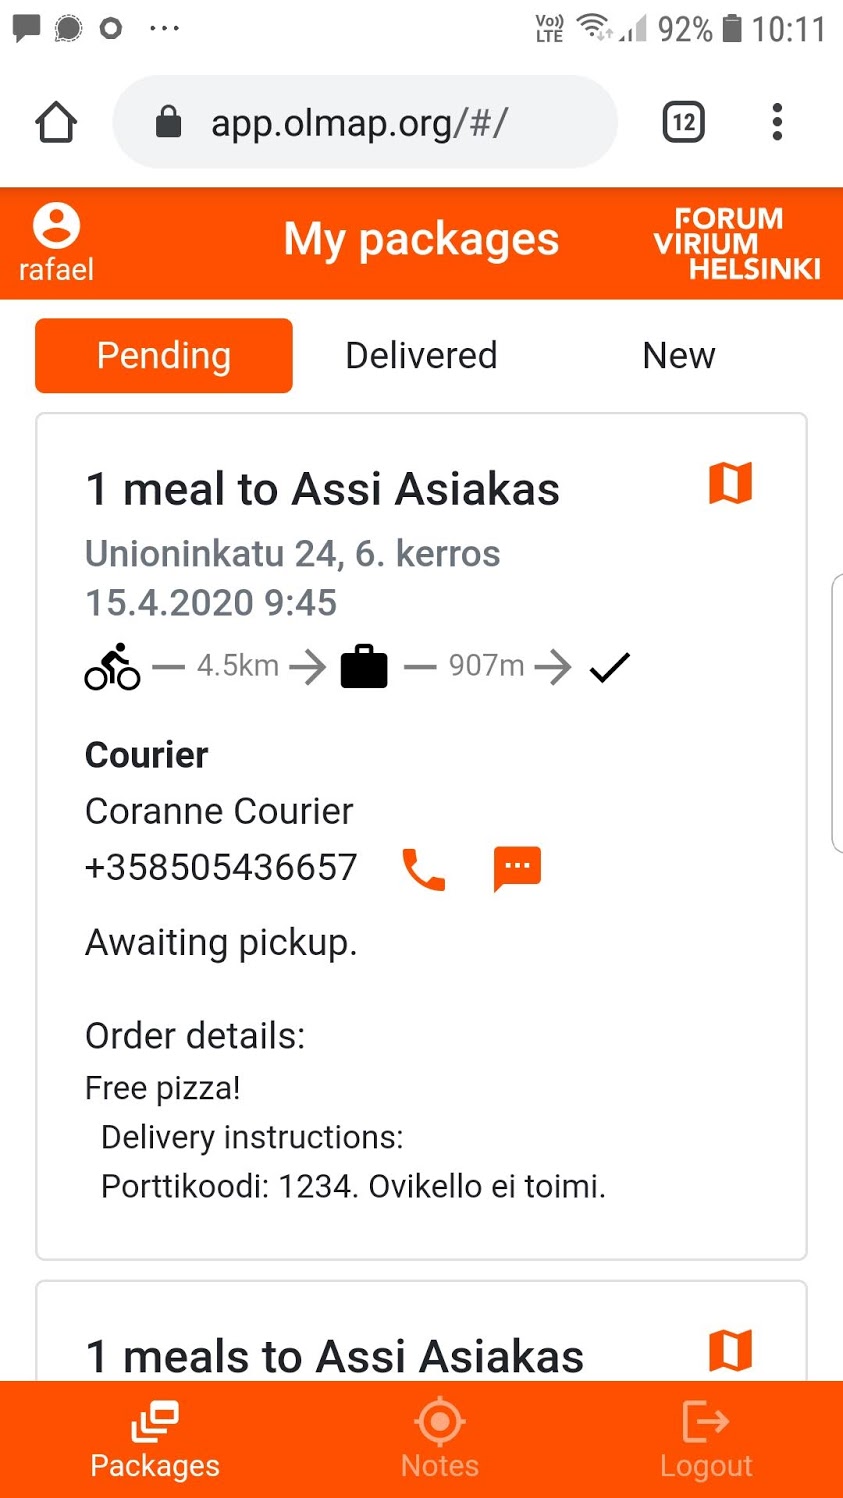 Vo)) LTE 92% 10:11
app.olmap.org/#/ 12
rafael
My packages
FORUM
VIRIUM
HELSINKI
Pending Delivered New
1 meal to Assi Asiakas
Unioninkatu 24, 6. kerros
15.4.2020 9:45
4.5km 907m
Courier
Coranne Courier
+358505436657
Awaiting pickup.
Order details:
Free pizza!
Delivery instructions:
Porttikoodi: 1234. Ovikello ei toimi.
1 meals to Assi Asiakas
Packages Notes Logout